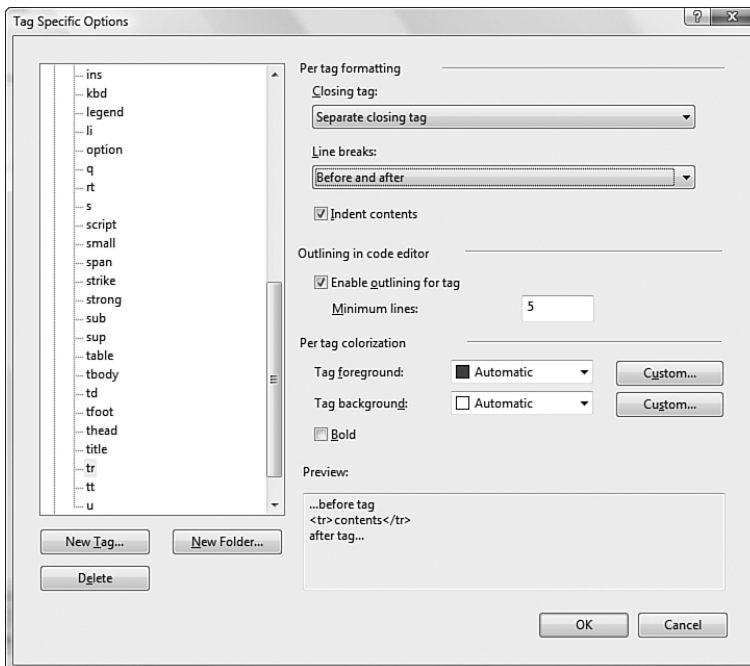 Tag Specific Options
ins
kbd
legend
li
option
q
rt
s
script
small
span
strike
strong
sub
sup
table
tbody
td
tfoot
thead
title
tr
tt
u
New Tag...
New Folder...
Delete
Per tag formatting
Closing tag:
Separate closing tag
Line breaks:
Before and after
Indent contents
Outlining in code editor
Enable outlining for tag
Minimum lines:
5
Per tag colorization
Tag foreground:
Automatic
Custom...
Tag background:
Automatic
Custom...
Bold
Preview:
...before tag
<tr>contents</tr>
after tag...
OK
Cancel